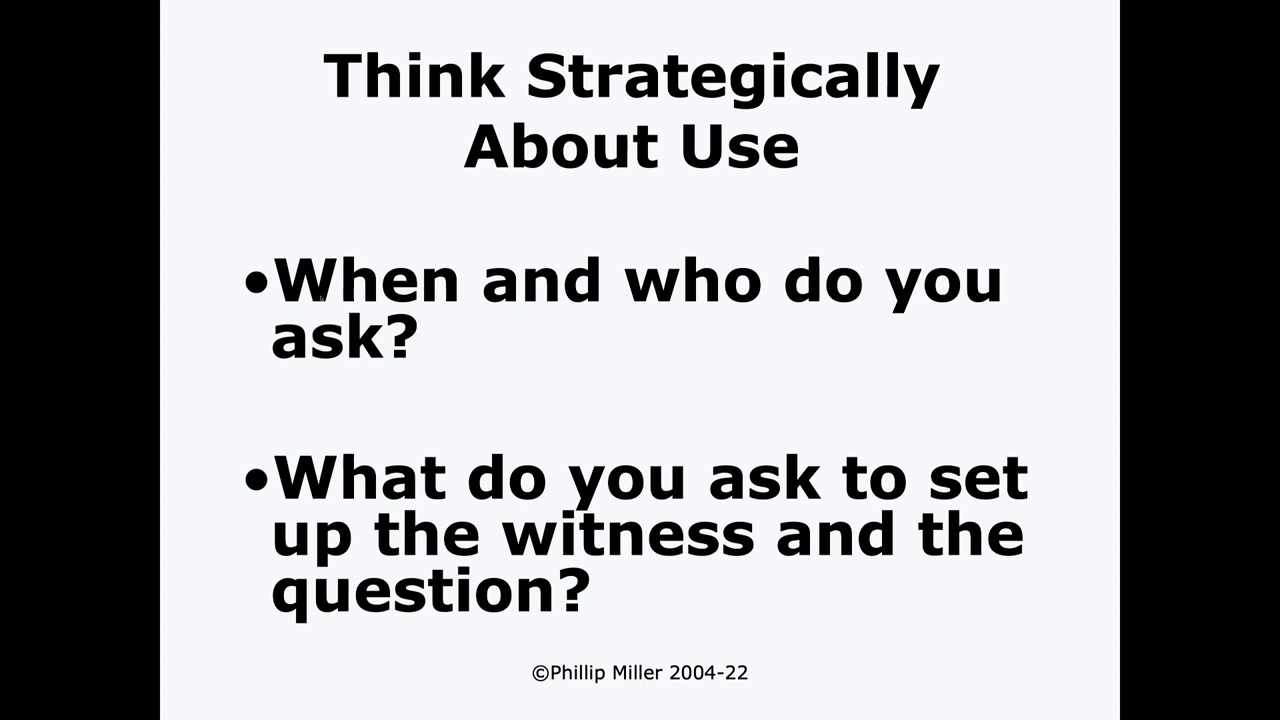 Think Strategically
About Use
•When and who do you
ask?
•What do you ask to set
up the witness and the
question?
©Phillip Miller 2004-22